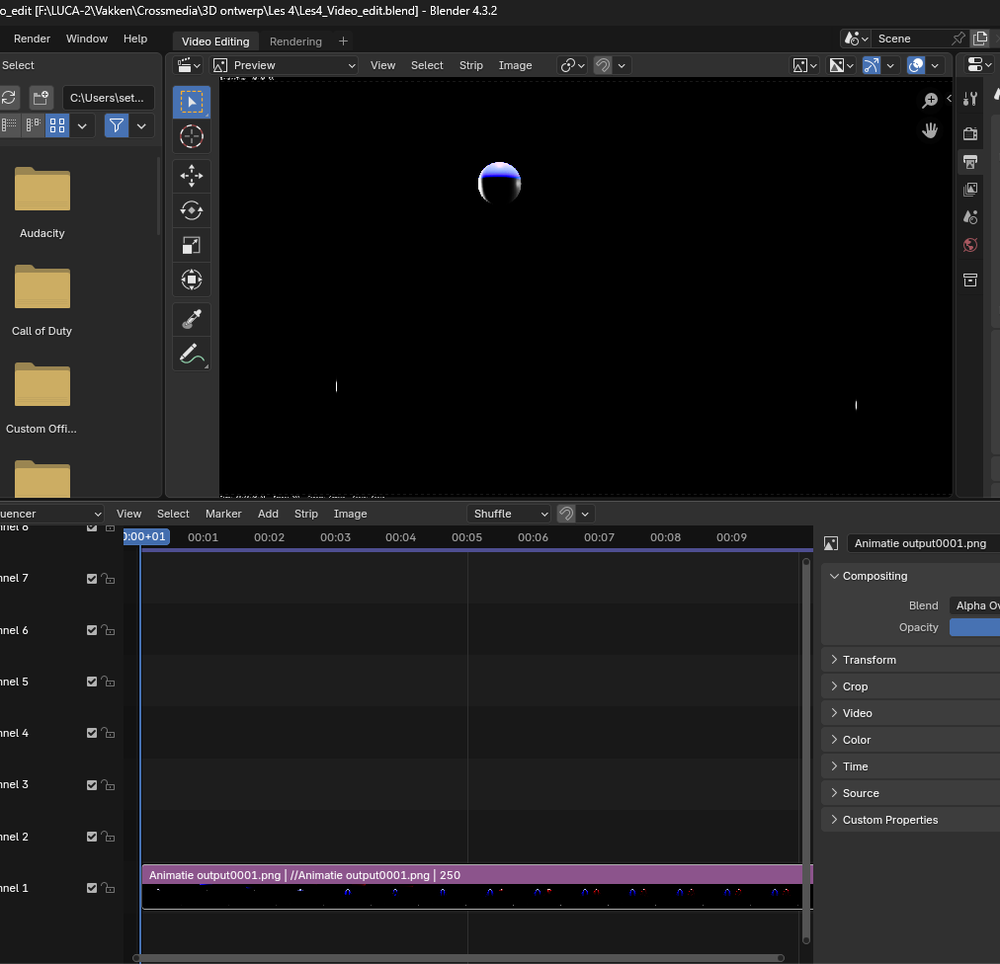 o_edit [F:\LUCA-2\Vakken\Crossmedia\3D ontwerp\Les 4\Les4_Video_edit.blend] - Blender 4.3.2
Render Window Help Video Editing Rendering + Scene
Select Preview View Select Strip Image
C:\Users\set...
Audacity
Call of Duty
Custom Offi...
uencer View Select Marker Add Strip Image Shuffle
0:00+01 00:01 00:02 00:03 00:04 00:05 00:06 00:07 00:08 00:09
nnel 8
nnel 7
nnel 6
nnel 5
nnel 4
nnel 3
nnel 2
nnel 1
Animatie output0001.png | //Animatie output0001.png | 250
Animatie output0001.png
Compositing
Blend Alpha Ov
Opacity
Transform
Crop
Video
Color
Time
Source
Custom Properties